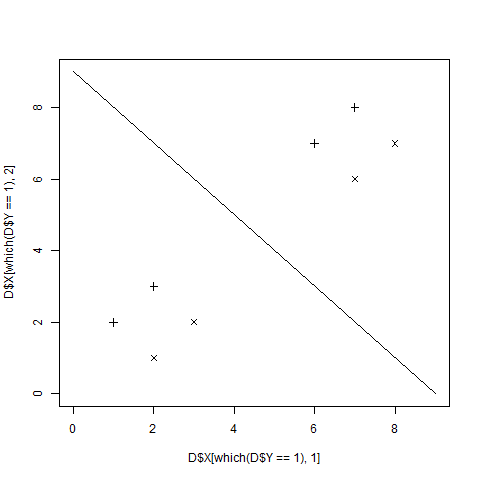 8
6
4
2
0
D$X[which(D$Y == 1), 2]
0 2 4 6 8
D$X[which(D$Y == 1), 1]